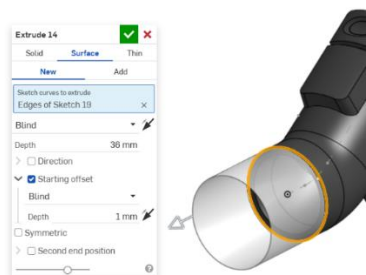 Extrude 14
Solid Surface Thin
New Add
Sketch curves to extrude
Edges of Sketch 19
Blind
Depth 36 mm
Direction
Starting offset
Blind
Depth 1 mm
Symmetric
Second end position